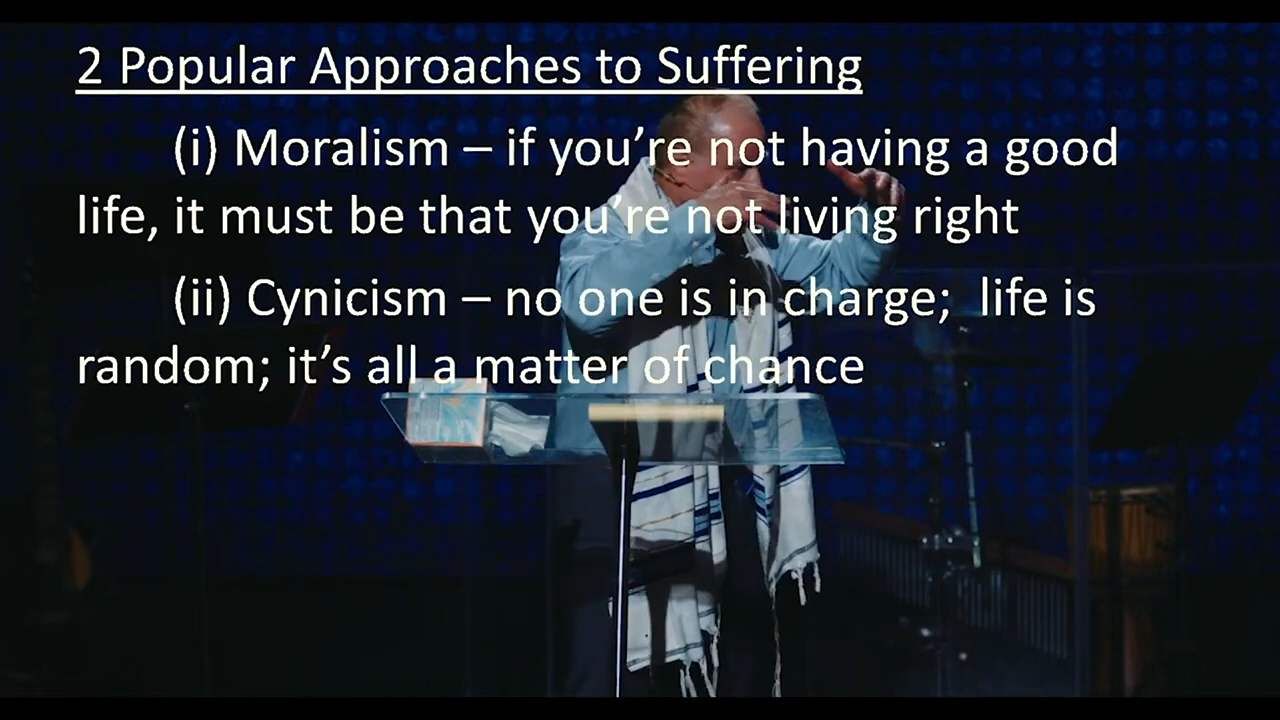 2 Popular Approaches to Suffering
(i) Moralism – if you’re not having a good
life, it must be that you’re not living right
(ii) Cynicism – no one is in charge;  life is
random; it’s all a matter of chance